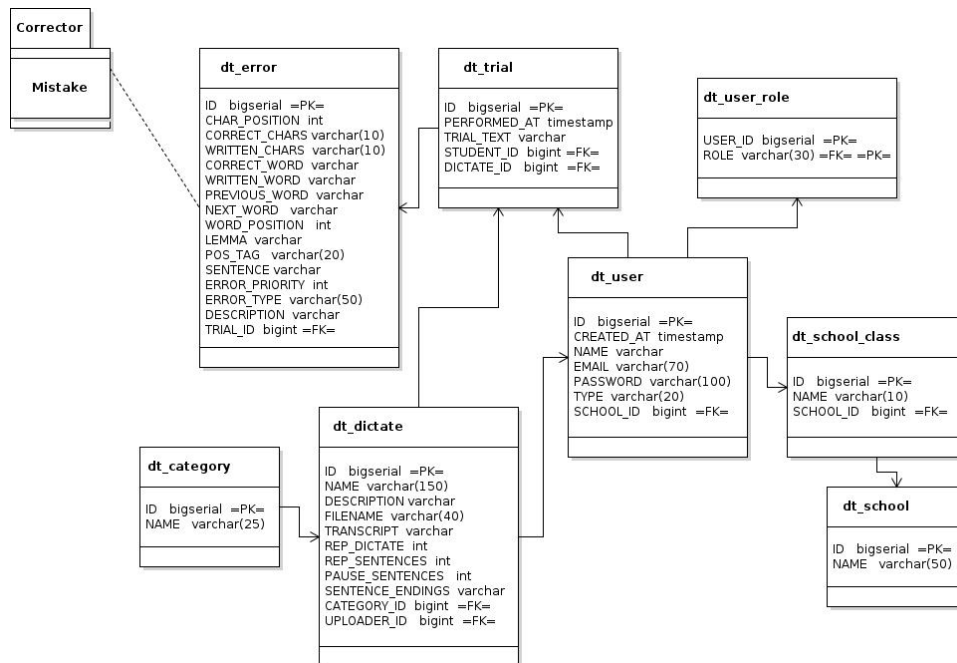 Corrector
Mistake
dt_error
ID bigserial =PK=
CHAR_POSITION int
CORRECT_CHARS varchar(10)
WRITTEN_CHARS varchar(10)
CORRECT_WORD varchar
WRITTEN_WORD varchar
PREVIOUS_WORD varchar
NEXT_WORD varchar
WORD_POSITION int
LEMMA varchar
POS_TAG varchar(20)
SENTENCE varchar
ERROR_PRIORITY int
ERROR_TYPE varchar(50)
DESCRIPTION varchar
TRIAL_ID bigint =FK=
dt_trial
ID bigserial =PK=
PERFORMED_AT timestamp
TRIAL_TEXT varchar
STUDENT_ID bigint =FK=
DICTATE_ID bigint =FK=
dt_user_role
USER_ID bigserial =PK=
ROLE varchar(30) =FK= =PK=
dt_user
ID bigserial =PK=
CREATED_AT timestamp
NAME varchar
EMAIL varchar(70)
PASSWORD varchar(100)
TYPE varchar(20)
SCHOOL_ID bigint =FK=
dt_school_class
ID bigserial =PK=
NAME varchar(10)
SCHOOL_ID bigint =FK=
dt_category
ID bigserial =PK=
NAME varchar(25)
dt_dictate
ID bigserial =PK=
NAME varchar(150)
DESCRIPTION varchar
FILENAME varchar(40)
TRANSCRIPT varchar
REP_DICTATE int
REP_SENTENCES int
PAUSE_SENTENCES int
SENTENCE_ENDINGS varchar
CATEGORY_ID bigint =FK=
UPLOADER_ID bigint =FK=
dt_school
ID bigserial =PK=
NAME varchar(50)